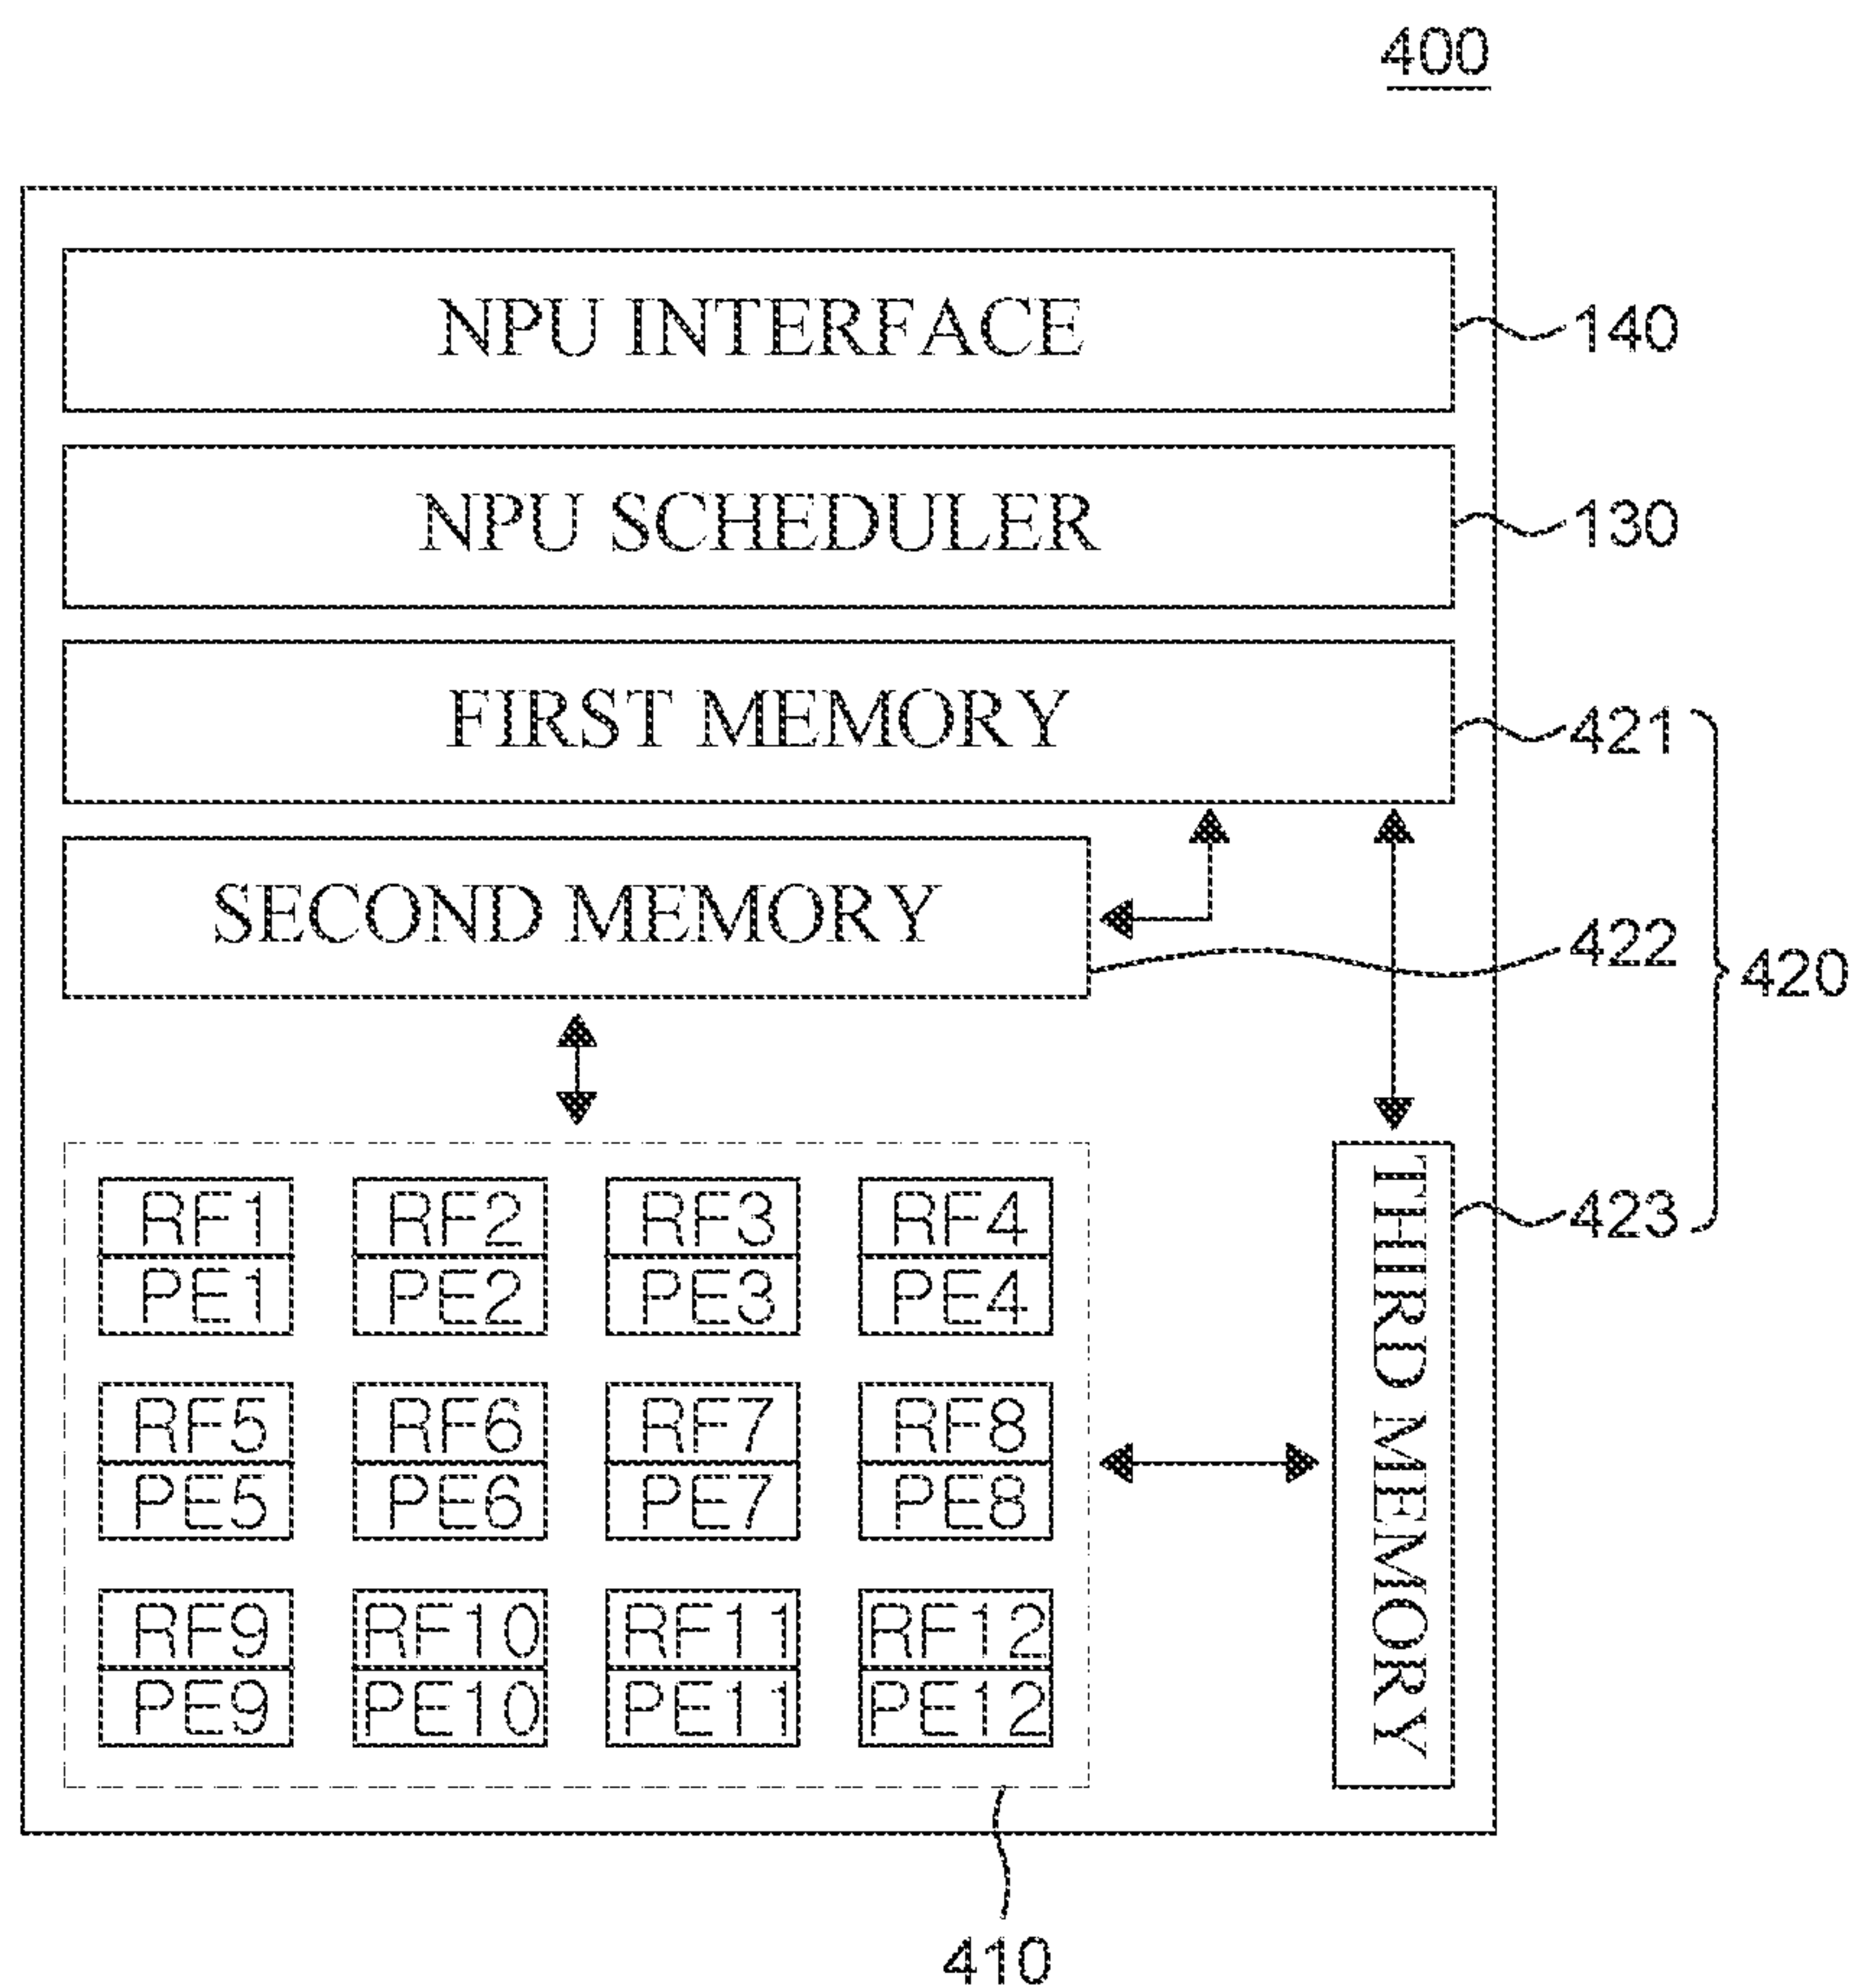 400
NPU INTERFACE
140
NPU SCHEDULER
130
FIRST MEMORY
421
SECOND MEMORY
422
420
423
THIRD MEMORY
RF1 RF2 RF3 RF4
PE1 PE2 PE3 PE4
RF5 RF6 RF7 RF8
PE5 PE6 PE7 PE8
RF9 RF10 RF11 RF12
PE9 PE10 PE11 PE12
410